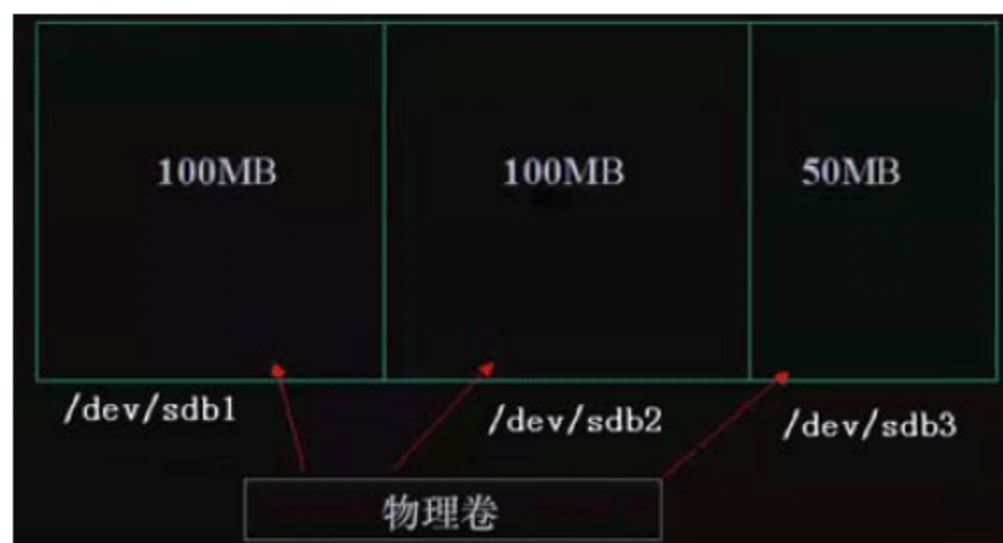 100MB
100MB
50MB
/dev/sdb1
/dev/sdb2
/dev/sdb3
物理卷